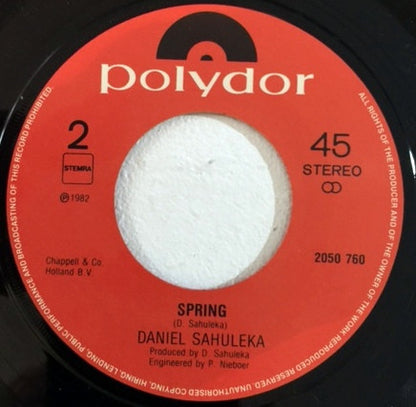 polydor
2
STEMRA
℗ 1982
45
STEREO
Chappell & Co
Holland B.V.
2050 760
SPRING
(D. Sahuleka)
DANIEL SAHULEKA
Produced by D. Sahuleka
Engineered by P. Nieboer
ALL RIGHTS OF THE PRODUCER AND OF THE OWNER OF THE WORK REPRODUCED RESERVED. UNAUTHORISED COPYING, HIRING, LENDING, PUBLIC PERFORMANCE AND BROADCASTING OF THIS RECORD PROHIBITED.